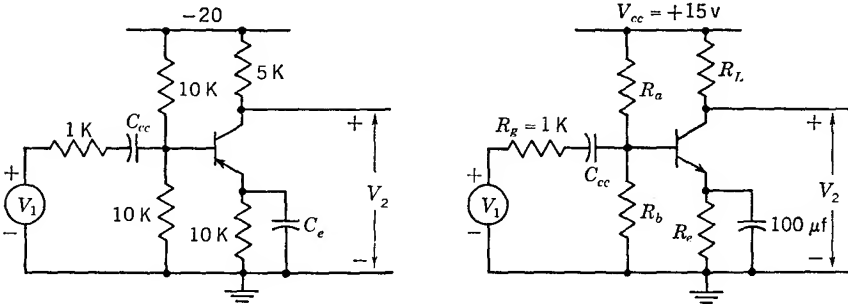 −20
10 K
5 K
1 K
C_cc
+
+
V_1
−
10 K
10 K
C_e
V_2
−
V_cc = +15 v
R_a
R_L
R_g = 1 K
C_cc
+
+
V_1
−
R_b
R_e
100 μf
V_2
−